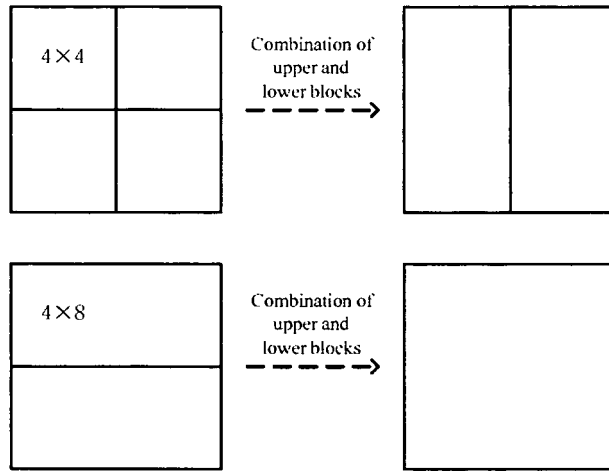 4×4
Combination of
upper and
lower blocks
4×8
Combination of
upper and
lower blocks